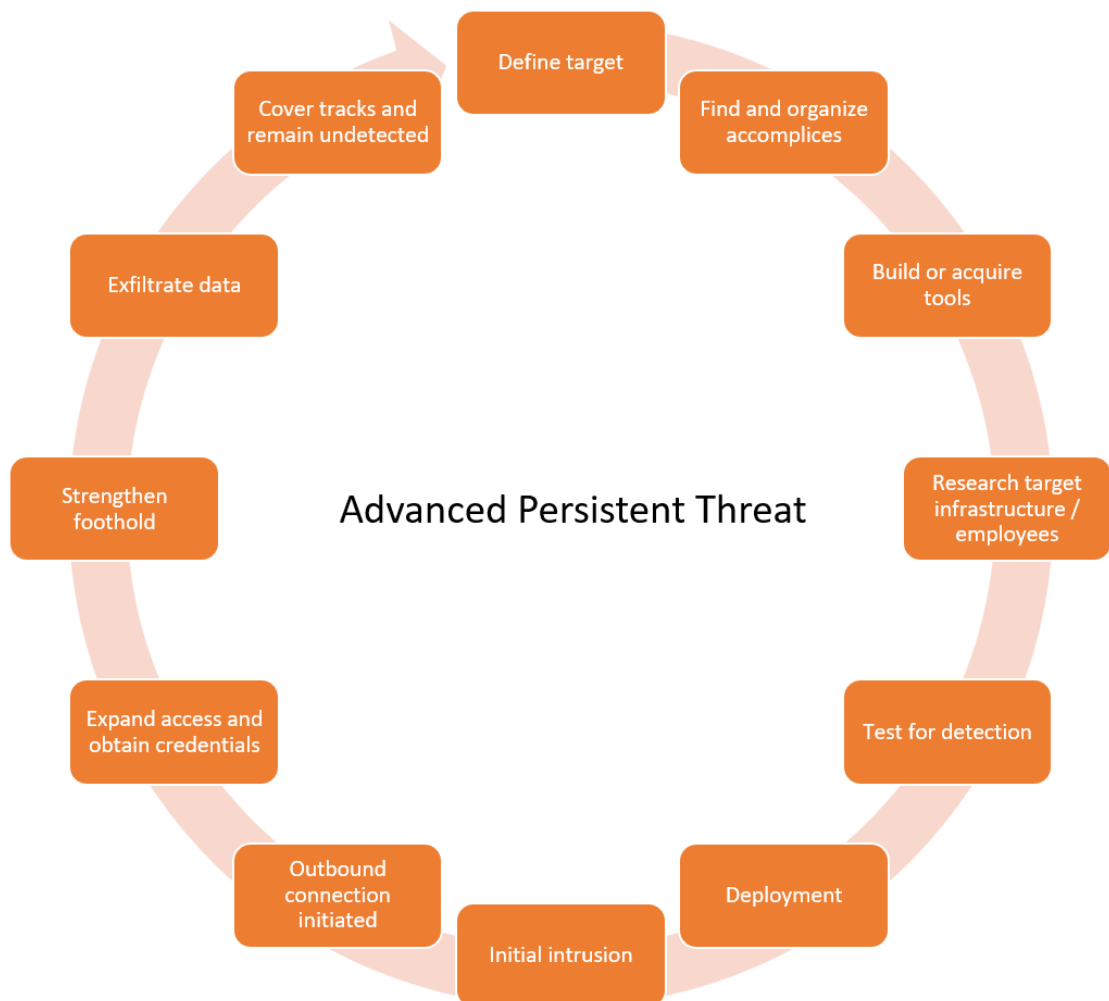 Define target
Find and organize
accomplices
Build or acquire
tools
Research target
infrastructure /
employees
Test for detection
Deployment
Initial intrusion
Outbound
connection
initiated
Expand access and
obtain credentials
Strengthen
foothold
Exfiltrate data
Cover tracks and
remain undetected
Advanced Persistent Threat